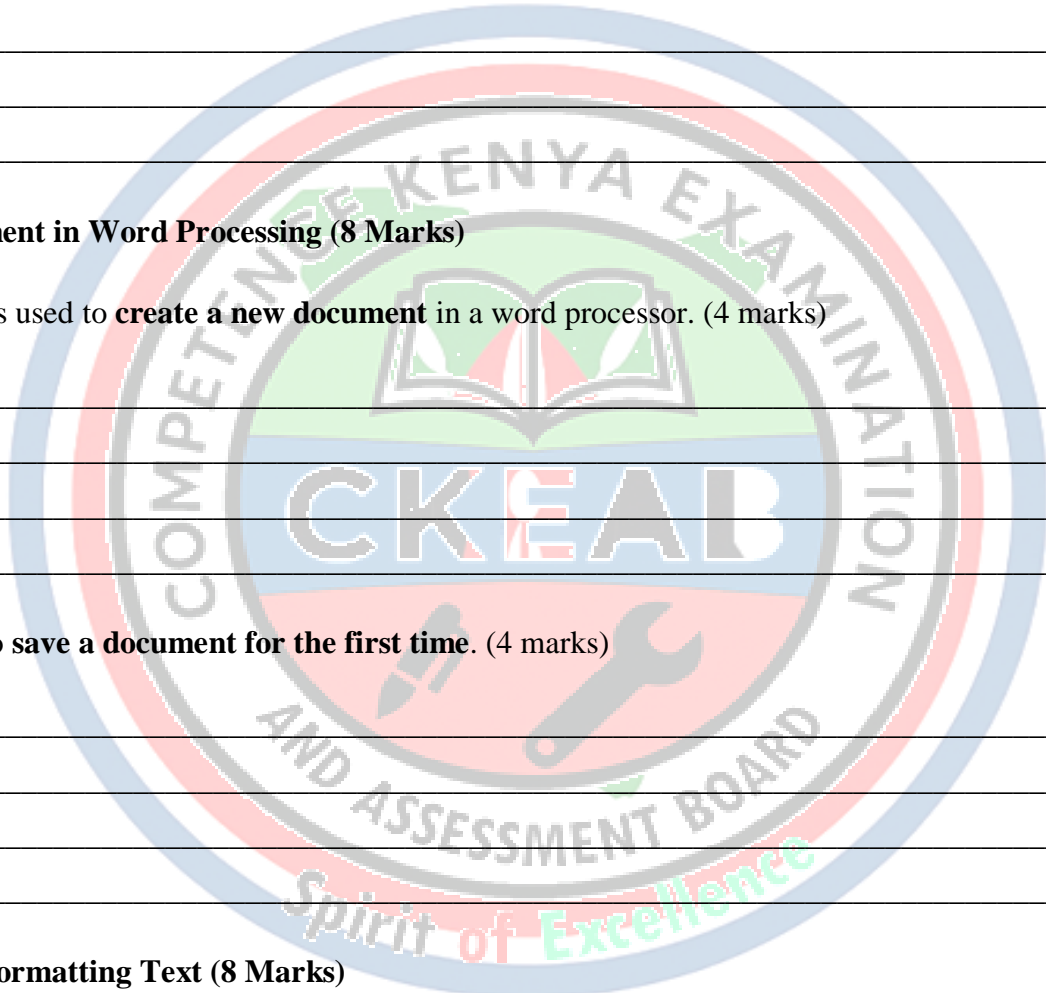 COMPETENCE KENYA EXAMINATION
ent in Word Processing (8 Marks)
s used to create a new document in a word processor. (4 marks)
CKEAB
save a document for the first time. (4 marks)
AND ASSESSMENT BOARD
Spirit of Excellence
ormatting Text (8 Marks)